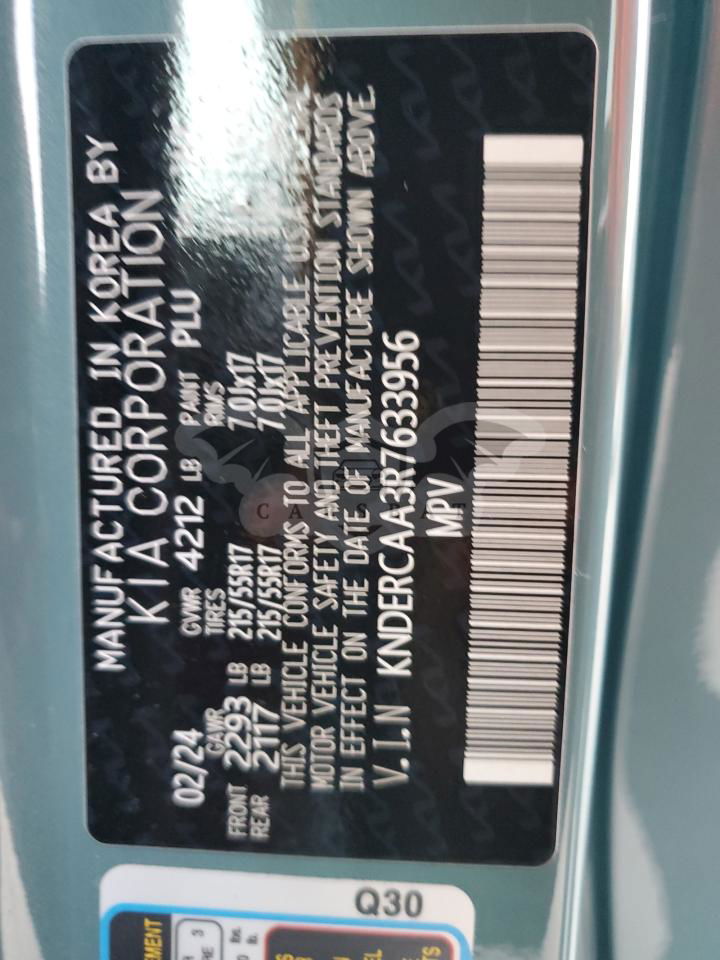 MANUFACTURED IN KOREA BY
KIA CORPORATION
02/24 GVWR 4212 LB PAINT PLU
GAWR TIRES RMS
FRONT 2293 LB 215/55R17 7.0Jx17
REAR 2117 LB 215/55R17 7.0Jx17
THIS VEHICLE CONFORMS TO ALL APPLICABLE
MOTOR VEHICLE SAFETY AND THEFT PREVENTION STANDARDS
IN EFFECT ON THE DATE OF MANUFACTURE SHOWN ABOVE.
V.I.N KNDERCAA3R7633956
MPV
Q30